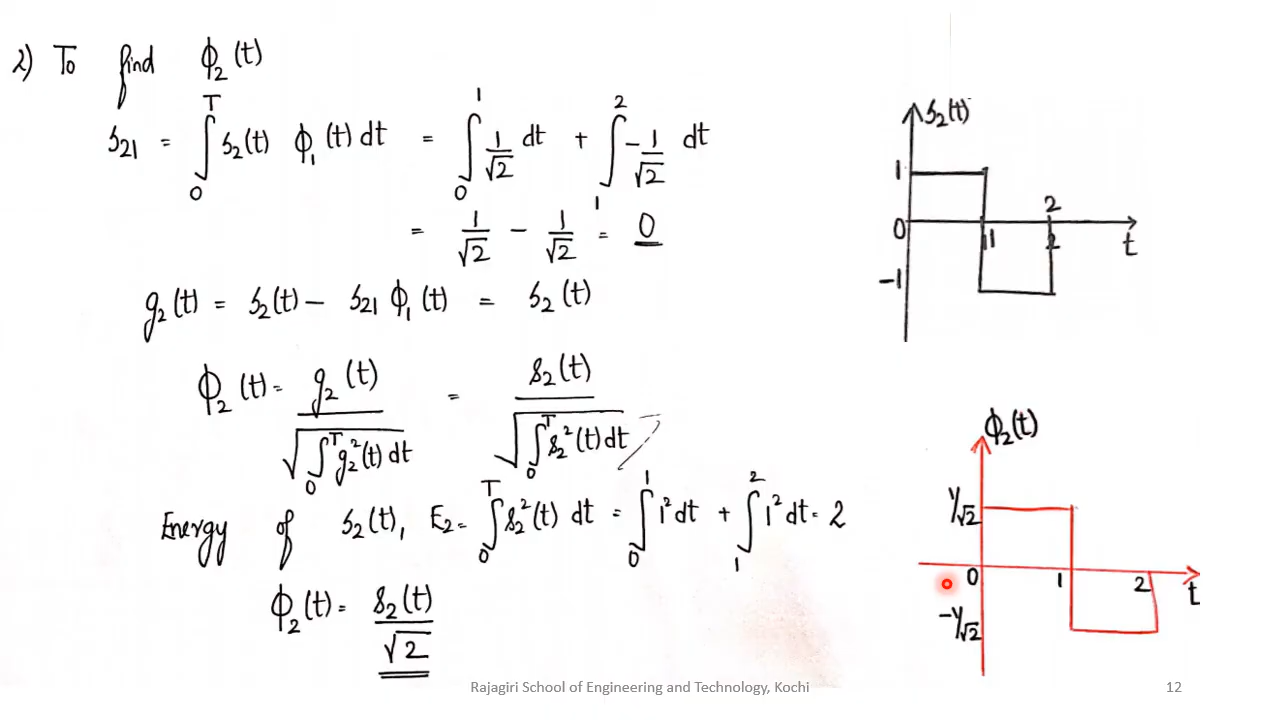 2) To find ϕ₂(t)
s₂₁ = ∫₀ᵀ s₂(t) ϕ₁(t) dt = ∫₀¹ 1/√2 dt + ∫₁² -1/√2 dt
= 1/√2 - 1/√2 = 0
g₂(t) = s₂(t) - s₂₁ ϕ₁(t) = s₂(t)
ϕ₂(t) = g₂(t) / √(∫₀ᵀ g₂²(t) dt) = s₂(t) / √(∫₀ᵀ s₂²(t) dt)
Energy of s₂(t), E₂ = ∫₀ᵀ s₂²(t) dt = ∫₀¹ 1² dt + ∫₁² 1² dt = 2
ϕ₂(t) = s₂(t) / √2
s₂(t)
1
2
0
1
2
t
-1
ϕ₂(t)
1/√2
0
1
2
t
-1/√2
Rajagiri School of Engineering and Technology, Kochi
12